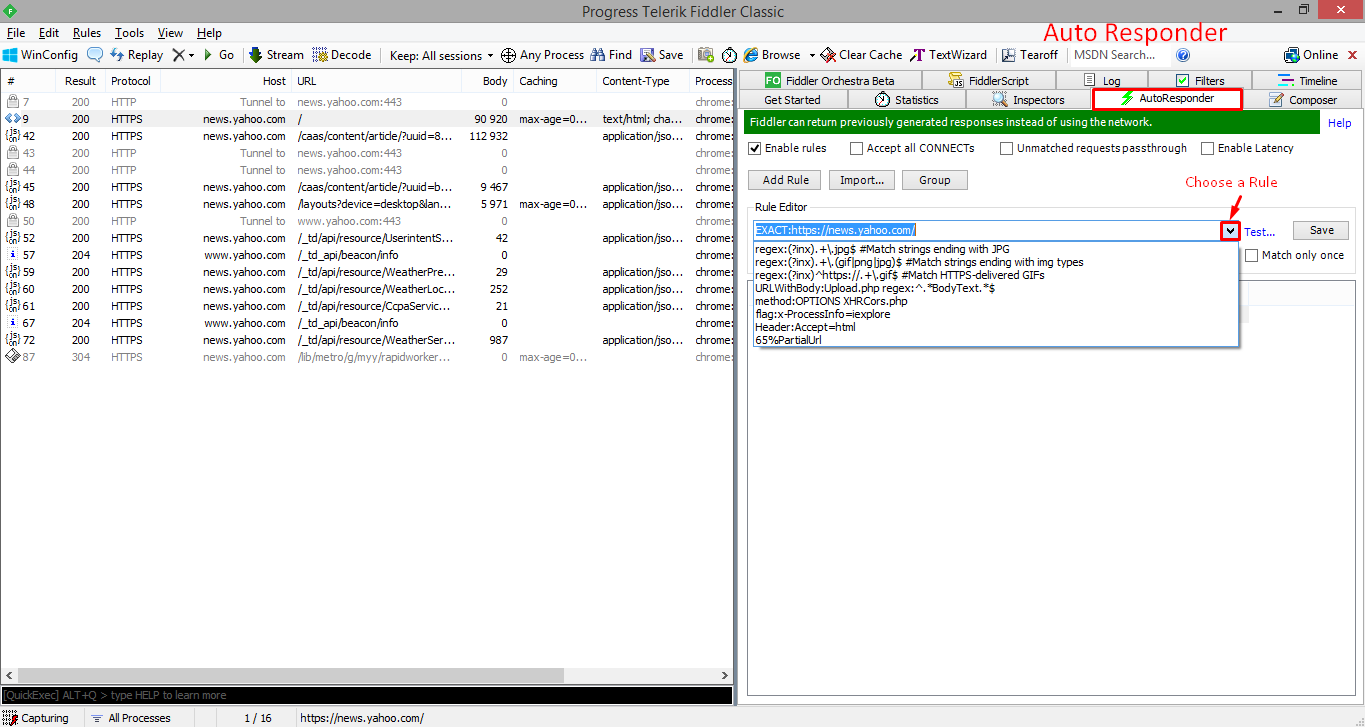 Progress Telerik Fiddler Classic
File Edit Rules Tools View Help
Auto Responder
WinConfig Replay Go Stream Decode Keep: All sessions Any Process Find Save Browse Clear Cache TextWizard Tearoff MSDN Search... Online
# Result Protocol Host URL Body Caching Content-Type Process
7 200 HTTP Tunnel to news.yahoo.com:443 0 chrome:
9 200 HTTPS news.yahoo.com / 90 920 max-age=0... text/html; cha... chrome:
42 200 HTTPS news.yahoo.com /caas/content/article/?uuid=8... 112 932 application/jso... chrome:
43 200 HTTP Tunnel to news.yahoo.com:443 0 chrome:
44 200 HTTP Tunnel to news.yahoo.com:443 0 chrome:
45 200 HTTPS news.yahoo.com /caas/content/article/?uuid=b... 9 467 application/jso... chrome:
48 200 HTTPS news.yahoo.com /layouts?device=desktop&lan... 5 971 max-age=0... application/jso... chrome:
50 200 HTTP Tunnel to www.yahoo.com:443 0 chrome:
52 200 HTTPS news.yahoo.com /_td/api/resource/UserintentS... 42 application/jso... chrome:
57 204 HTTPS www.yahoo.com /_td_api/beacon/info 0 chrome:
59 200 HTTPS news.yahoo.com /_td/api/resource/WeatherPre... 29 application/jso... chrome:
60 200 HTTPS news.yahoo.com /_td/api/resource/WeatherLoc... 252 application/jso... chrome:
61 200 HTTPS news.yahoo.com /_td/api/resource/CcpaServic... 21 application/jso... chrome:
67 204 HTTPS www.yahoo.com /_td_api/beacon/info 0 chrome:
72 200 HTTPS news.yahoo.com /_td/api/resource/WeatherSer... 987 application/jso... chrome:
87 304 HTTPS news.yahoo.com /lib/metro/g/myy/rapidworker... 0 max-age=0... chrome:
FO Fiddler Orchestra Beta FiddlerScript Log Filters Timeline
Get Started Statistics Inspectors AutoResponder Composer
Fiddler can return previously generated responses instead of using the network.
Help
Enable rules Accept all CONNECTs Unmatched requests passthrough Enable Latency
Add Rule Import... Group
Choose a Rule
Rule Editor
EXACT:https://news.yahoo.com/ Test... Save
regex:(?inx).+\.jpg$ #Match strings ending with JPG
Match only once
regex:(?inx).+\.(gif|png|jpg)$ #Match strings ending with img types
regex:(?inx)^https://.+\.gif$ #Match HTTPS-delivered GIFs
URLWithBody:Upload.php regex:^.*BodyText.*$
method:OPTIONS XHRCors.php
flag:x-ProcessInfo=iexplore
Header:Accept=html
65%PartialUrl
[QuickExec] ALT+Q > type HELP to learn more
Capturing All Processes 1 / 16 https://news.yahoo.com/